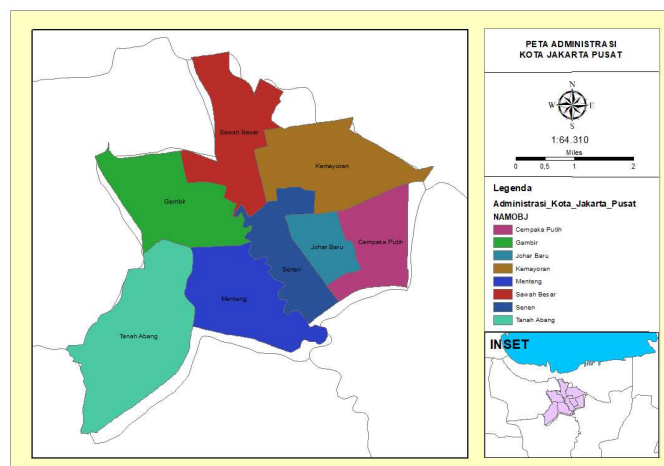 PETA ADMINISTRASI
KOTA JAKARTA PUSAT
N
W E
S
1:64.310
Miles
0 0,5 1 2
Legenda
Administrasi_Kota_Jakarta_Pusat
NAMOBJ
Cempaka Putih
Gambir
Johar Baru
Kemayoran
Menteng
Sawah Besar
Senen
Tanah Abang
INSET
Sawah Besar
Kemayoran
Gambir
Johar Baru
Cempaka Putih
Senen
Menteng
Tanah Abang